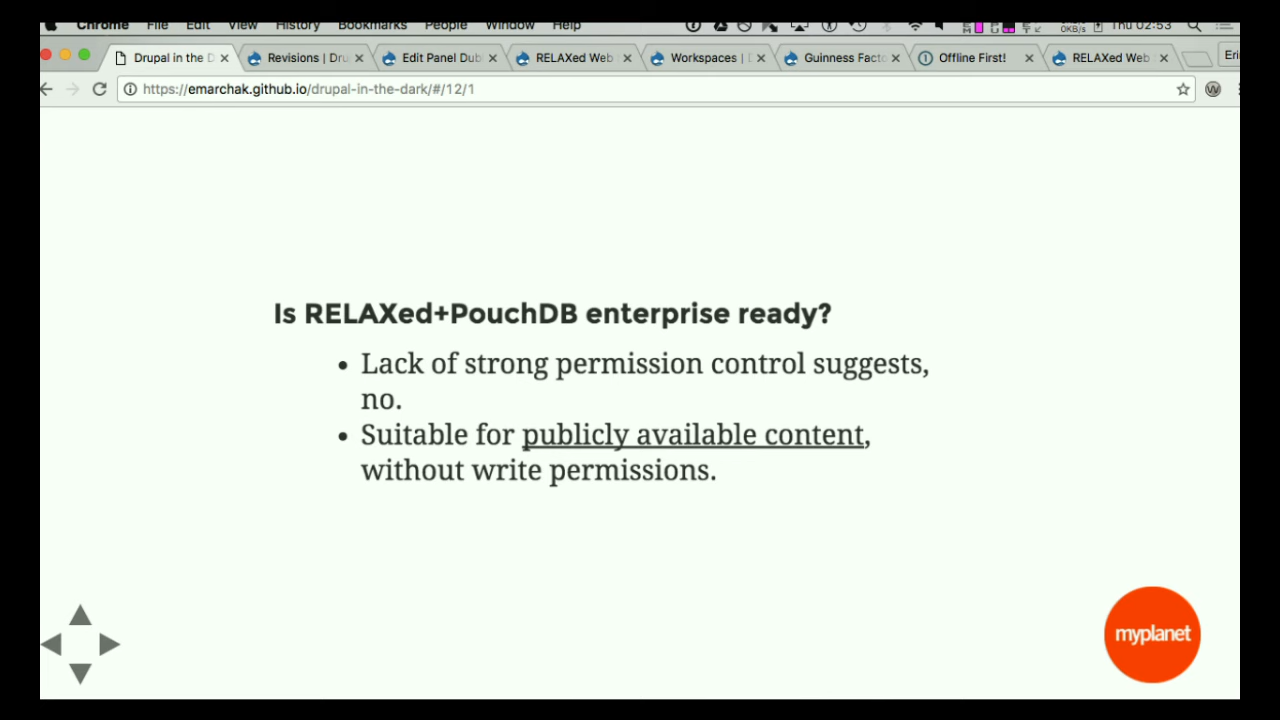 Chrome File Edit View History Bookmarks People Window Help 0KB/s Thu 02:53
Drupal in the D Revisions | Dru Edit Panel Dub RELAXed Web Workspaces | D Guinness Facto Offline First! RELAXed Web Eri
https://emarchak.github.io/drupal-in-the-dark/#/12/1
Is RELAXed+PouchDB enterprise ready?
Lack of strong permission control suggests,
no.
Suitable for publicly available content,
without write permissions.
myplanet